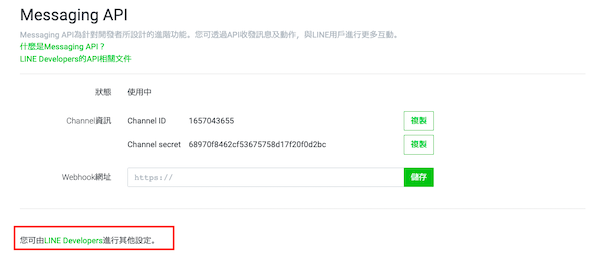 Messaging API
Messaging API為針對開發者所設計的進階功能。您可透過API收發訊息及動作，與LINE用戶進行更多互動。
什麼是Messaging API？
LINE Developers的API相關文件
狀態 使用中
Channel資訊 Channel ID 1657043655 複製
Channel secret 68970f8462cf53675758d17f20f0d2bc 複製
Webhook網址 https:// 儲存
您可由LINE Developers進行其他設定。